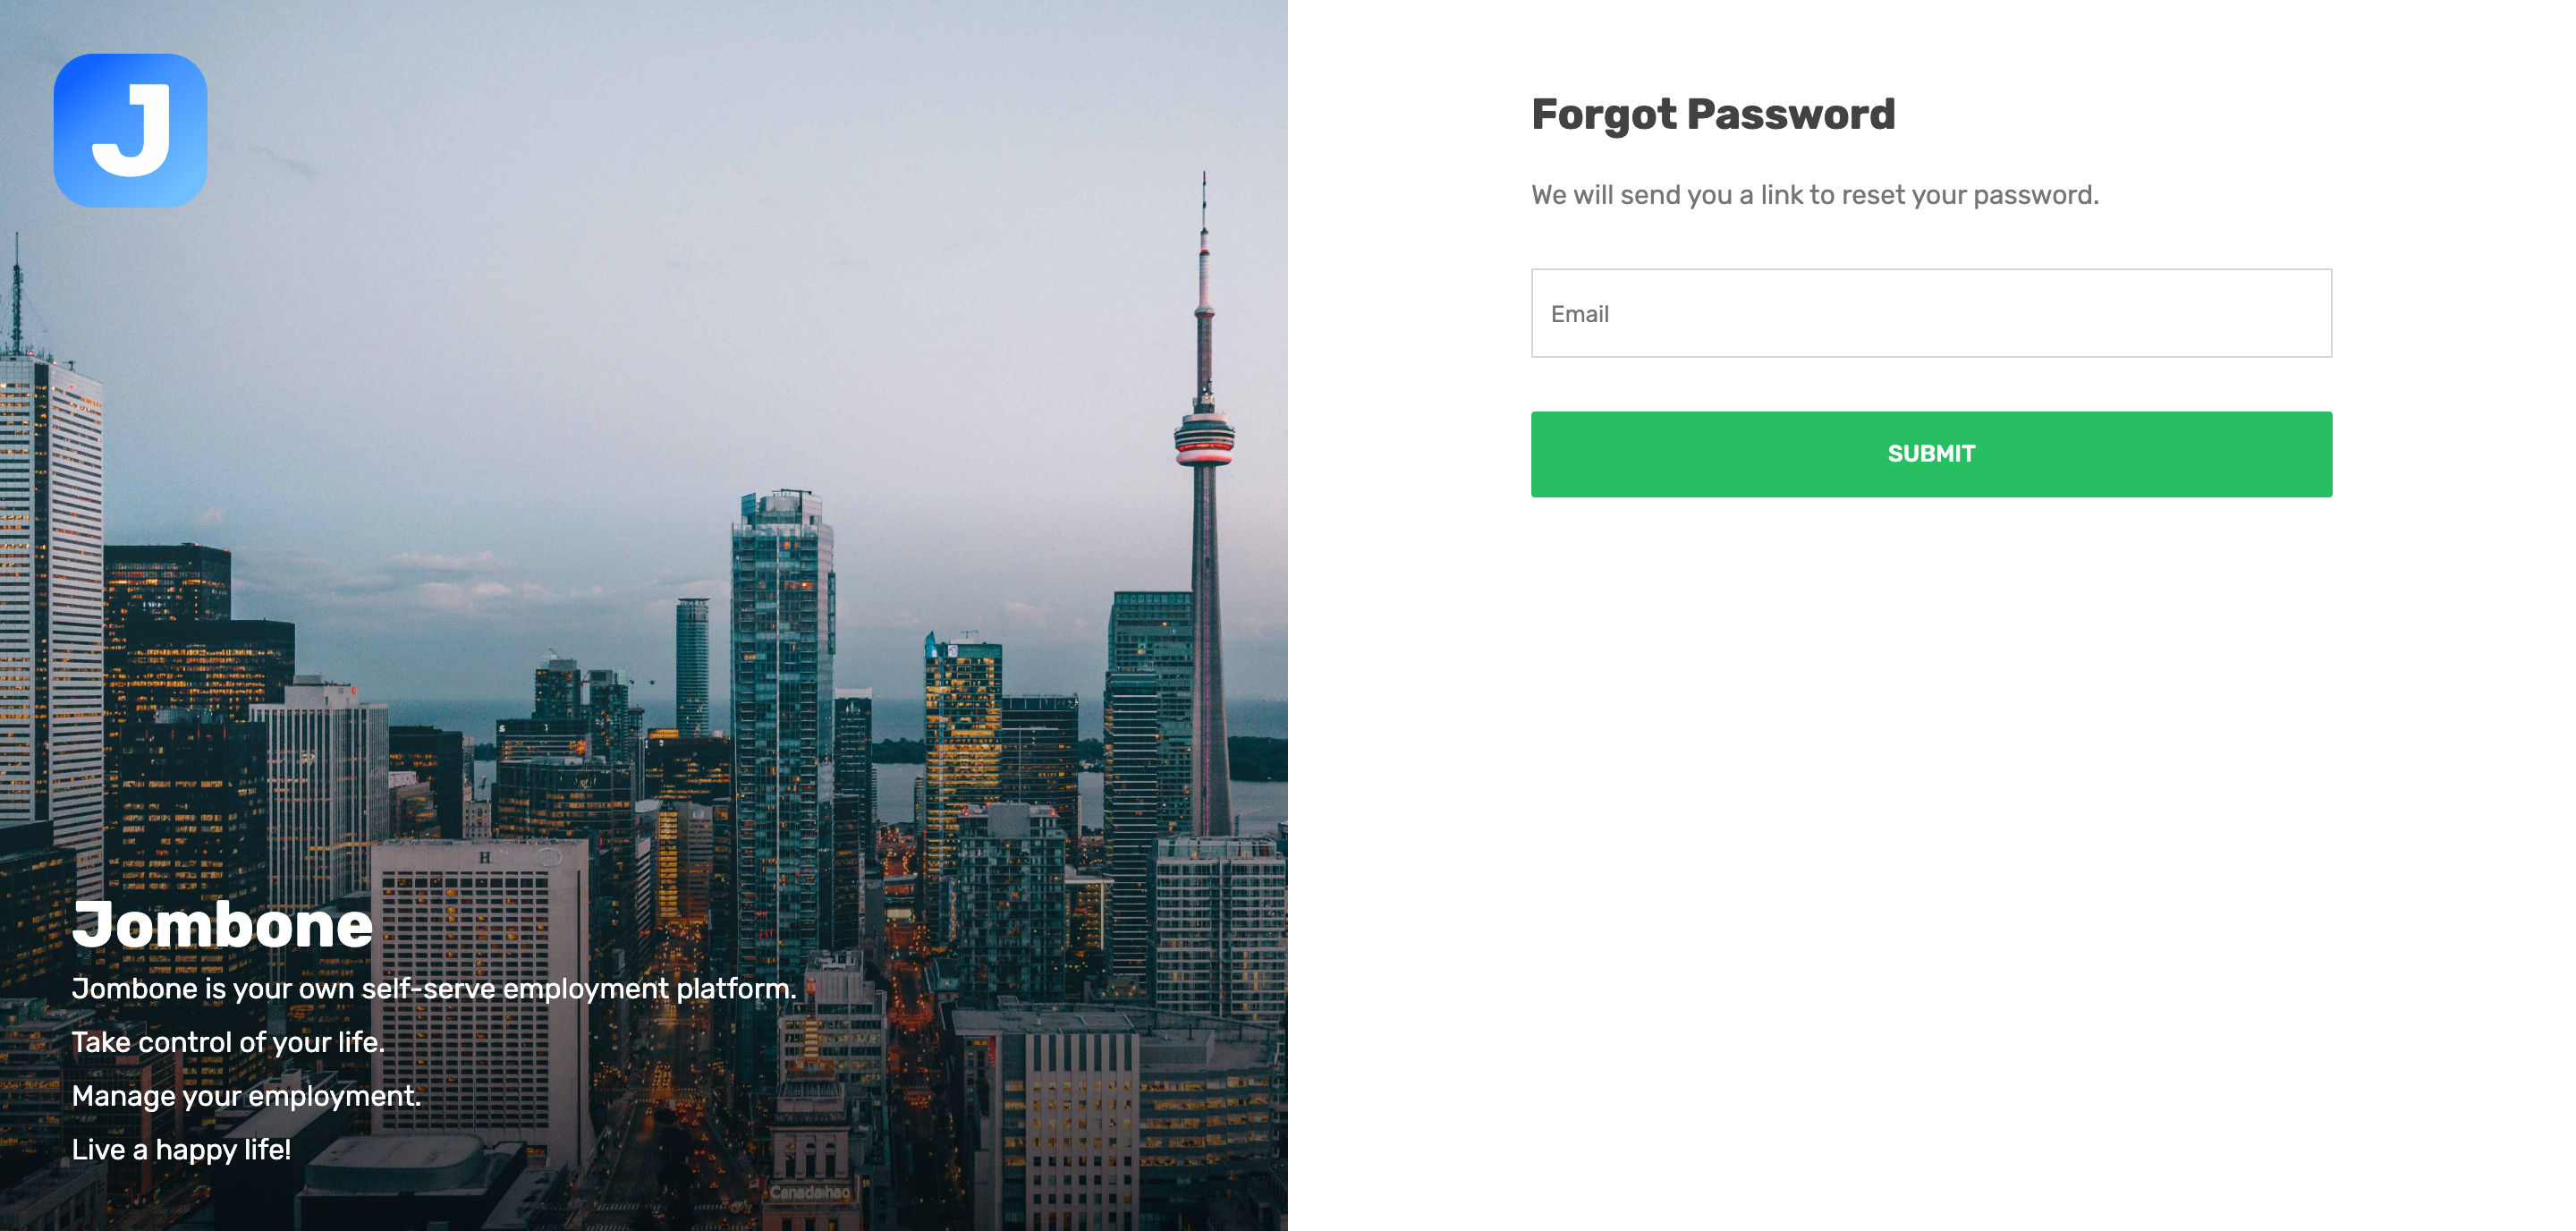 J
Forgot Password
We will send you a link to reset your password.
Email
SUBMIT
Jombone
Jombone is your own self-serve employment platform.
Take control of your life.
Manage your employment.
Live a happy life!
H